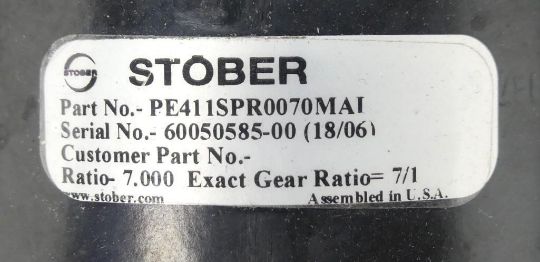 STOBER STÖBER
Part No.- PE411SPR0070MAI
Serial No.- 60050585-00 (18/06)
Customer Part No.-
Ratio- 7.000 Exact Gear Ratio= 7/1
www.stober.com Assembled in U.S.A.